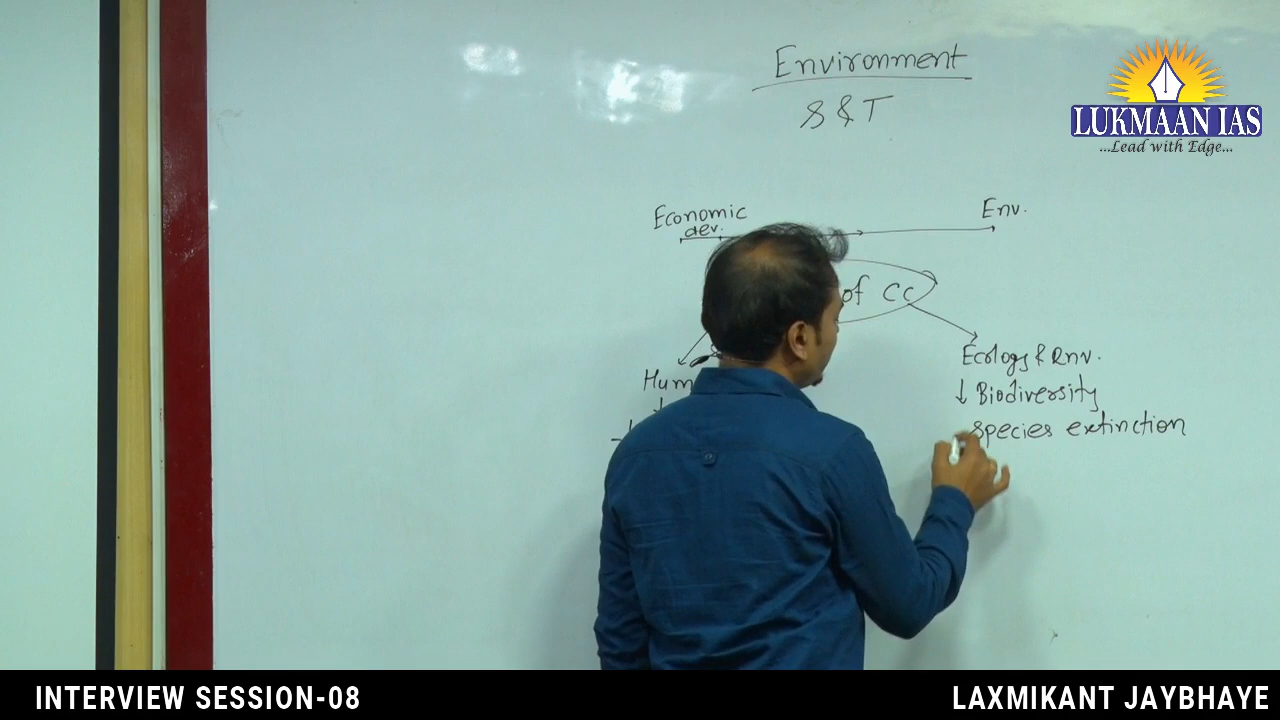 Environment
S & T
LUKMAAN IAS
...Lead with Edge...
Economic
dev.
Env.
of CC
Ecology & Env.
↓ Biodiversity
species extinction
INTERVIEW SESSION-08
LAXMIKANT JAYBHAYE